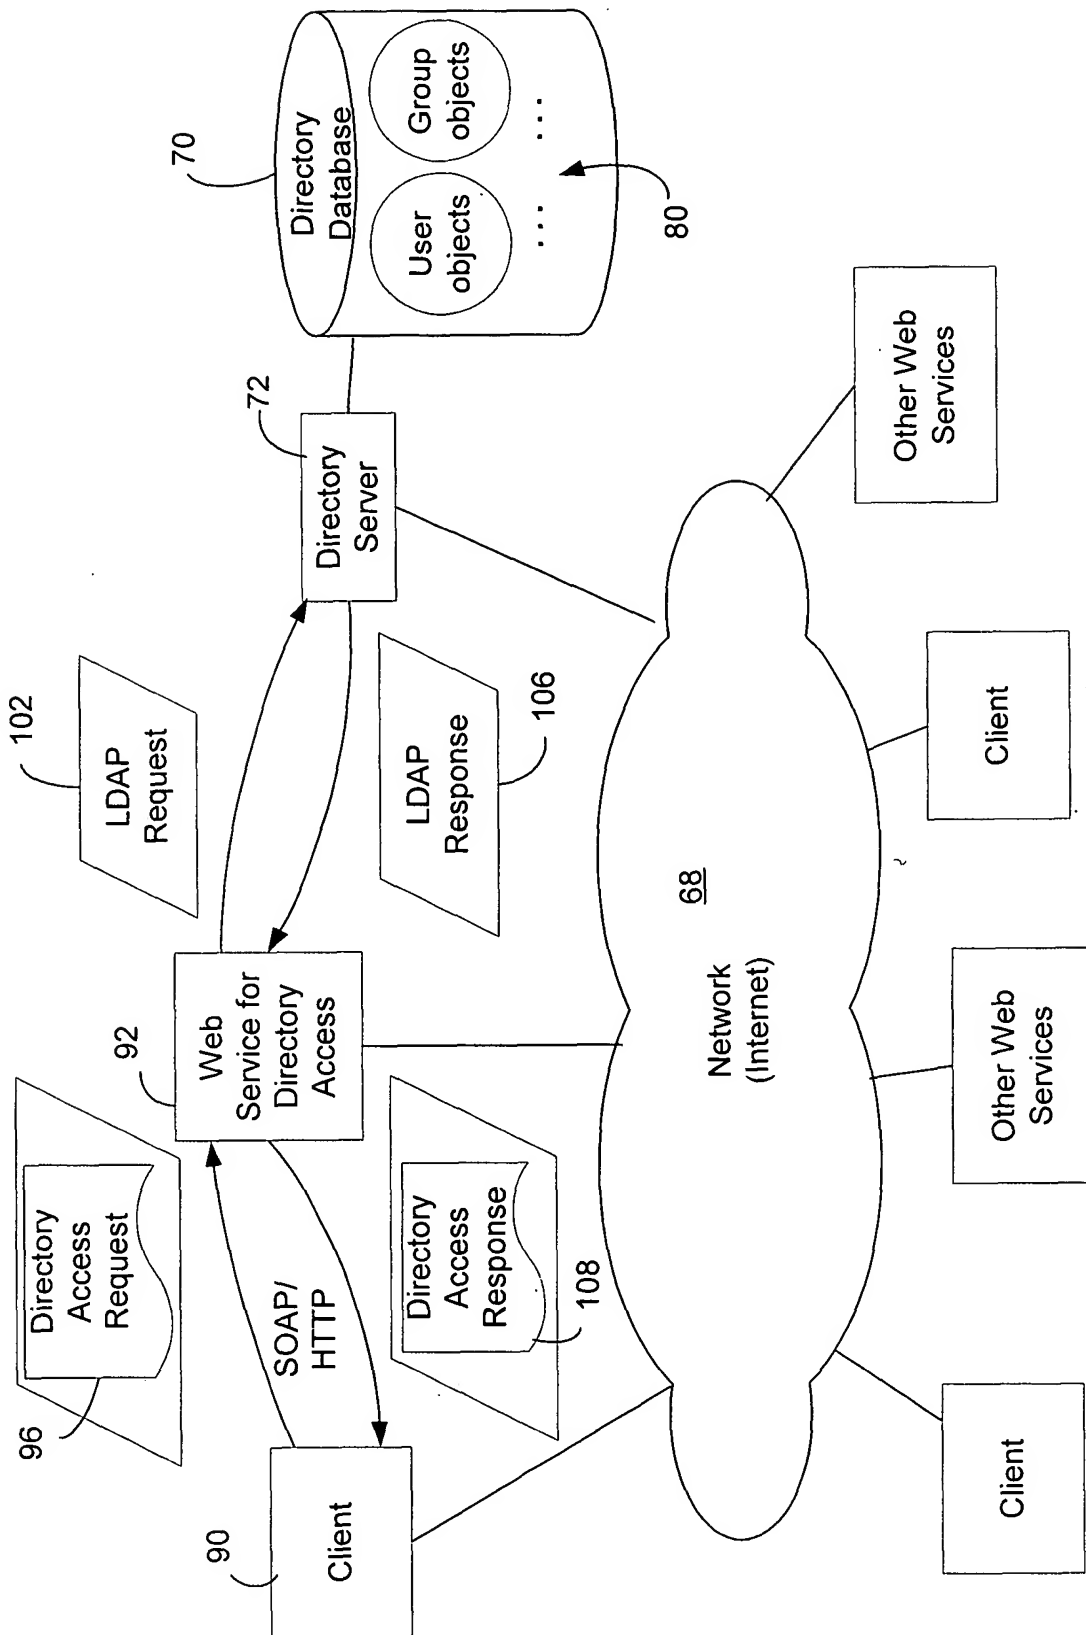 96
Directory
Access
Request
102
LDAP
Request
70
Directory
Database
User
objects
Group
objects
...
...
80
90
Client
SOAP/
HTTP
92
Web
Service for
Directory
Access
72
Directory
Server
Directory
Access
Response
108
LDAP
Response
106
68
Network
(Internet)
Client
Other Web
Services
Client
Other Web
Services